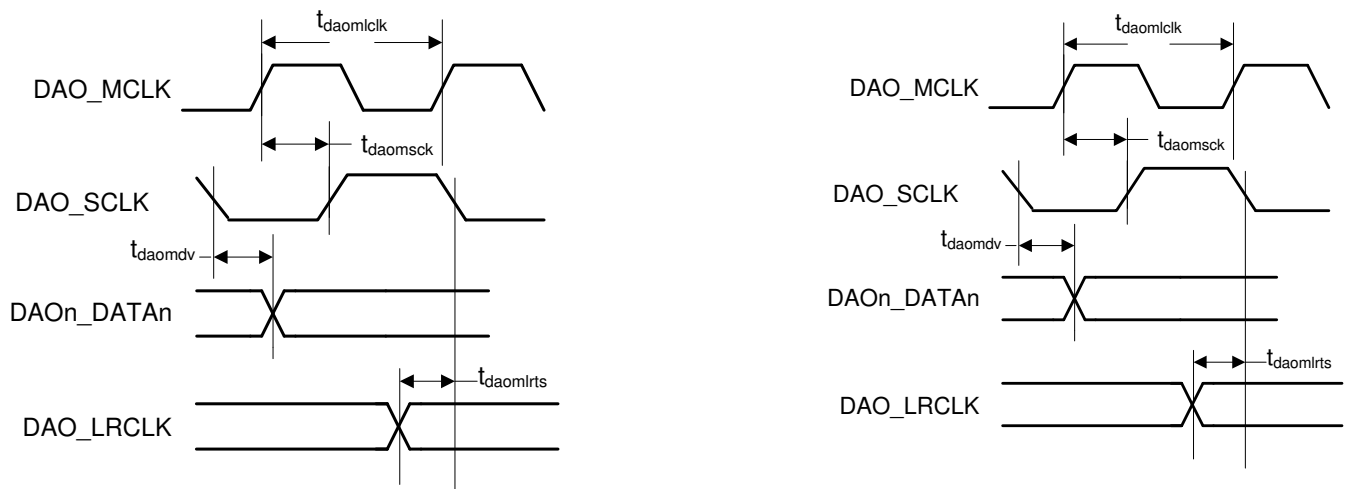 t_daomlclk
DAO_MCLK
t_daomsck
DAO_SCLK
t_daomdv
DAOn_DATAn
t_daomlrts
DAO_LRCLK
t_daomlclk
DAO_MCLK
t_daomsck
DAO_SCLK
t_daomdv
DAOn_DATAn
t_daomlrts
DAO_LRCLK